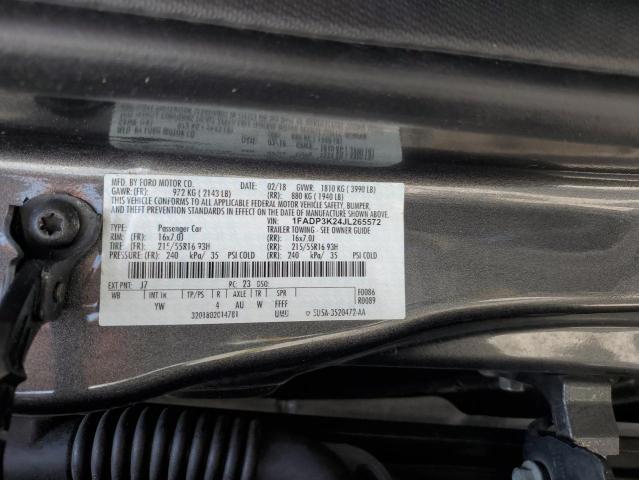 MFD. BY FORD MOTOR CO.
DATE: 02/18 GVWR: 1810 KG ( 3990 LB)
GAWR: (FR): 972 KG ( 2143 LB) (RR): 880 KG ( 1940 LB)
THIS VEHICLE CONFORMS TO ALL APPLICABLE FEDERAL MOTOR VEHICLE SAFETY, BUMPER,
AND THEFT PREVENTION STANDARDS IN EFFECT ON THE DATE OF MANUFACTURE SHOWN ABOVE.
VIN: 1FADP3K24JL265572
TYPE: Passenger Car TRAILER TOWING - SEE OWNER GUIDE
RIM: (FR): 16x7.0J (RR): 16x7.0J
TIRE (FR): 215/55R16 93H (RR): 215/55R16 93H
PRESSURE (FR): 240 kPa/ 35 PSI COLD (RR): 240 kPa/ 35 PSI COLD
EXT PNT: J7 RC: 23 DSO: F0086
WB INT TR TP/PS R AXLE TR SPR R0089
YW 4 AU W FFFF